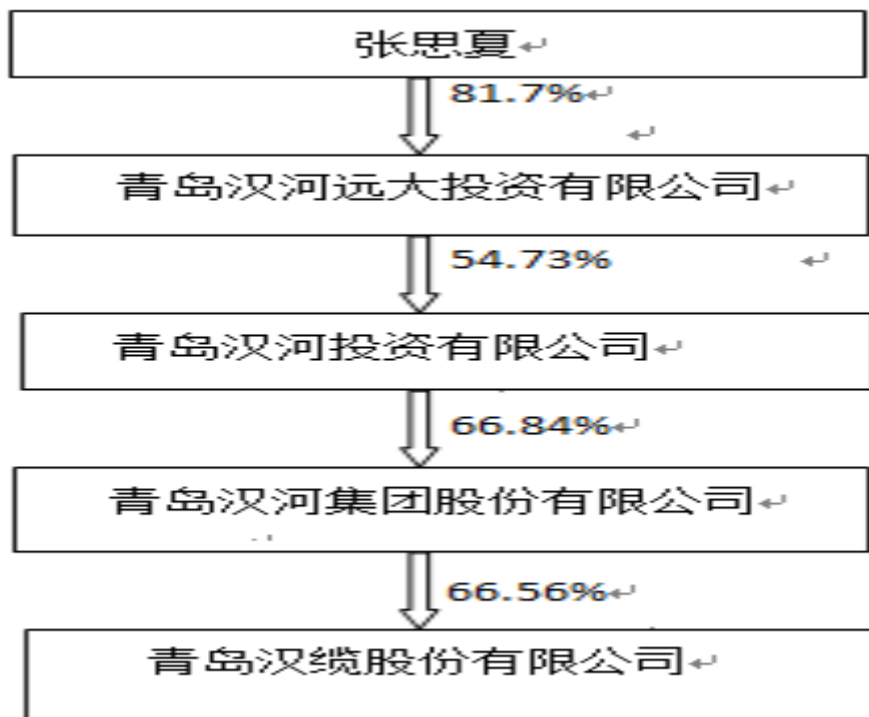 张思夏
81.7%
青岛汉河远大投资有限公司
54.73%
青岛汉河投资有限公司
66.84%
青岛汉河集团股份有限公司
66.56%
青岛汉缆股份有限公司